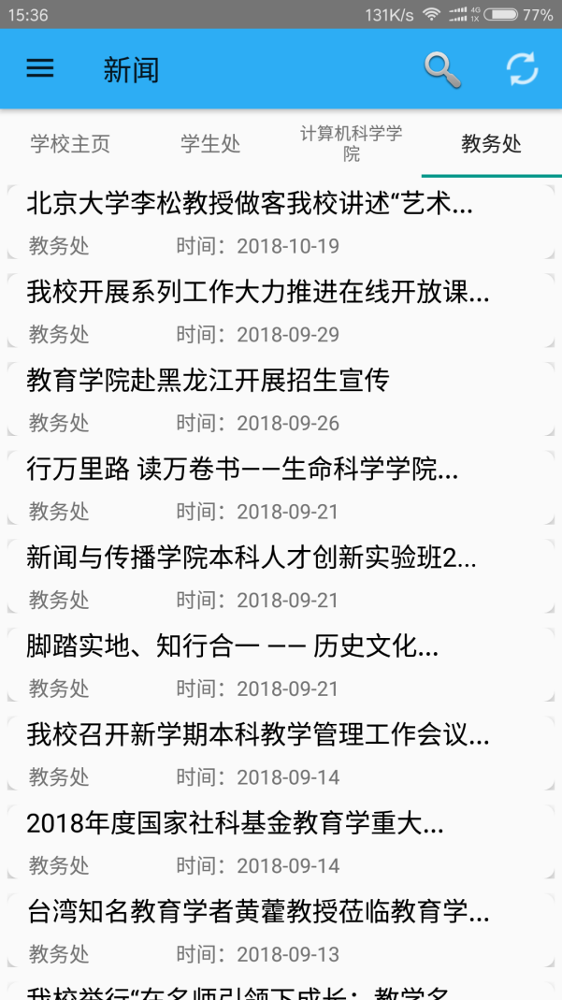 15:36 131K/s 4G 1X 77%
新闻
学校主页 学生处 计算机科学学院 教务处
北京大学李松教授做客我校讲述“艺术...
教务处 时间：2018-10-19
我校开展系列工作大力推进在线开放课...
教务处 时间：2018-09-29
教育学院赴黑龙江开展招生宣传
教务处 时间：2018-09-26
行万里路 读万卷书——生命科学学院...
教务处 时间：2018-09-21
新闻与传播学院本科人才创新实验班2...
教务处 时间：2018-09-21
脚踏实地、知行合一 —— 历史文化...
教务处 时间：2018-09-21
我校召开新学期本科教学管理工作会议...
教务处 时间：2018-09-14
2018年度国家社科基金教育学重大...
教务处 时间：2018-09-14
台湾知名教育学者黄藿教授莅临教育学...
教务处 时间：2018-09-13
我校举行“在名师引领下成长：教学名...